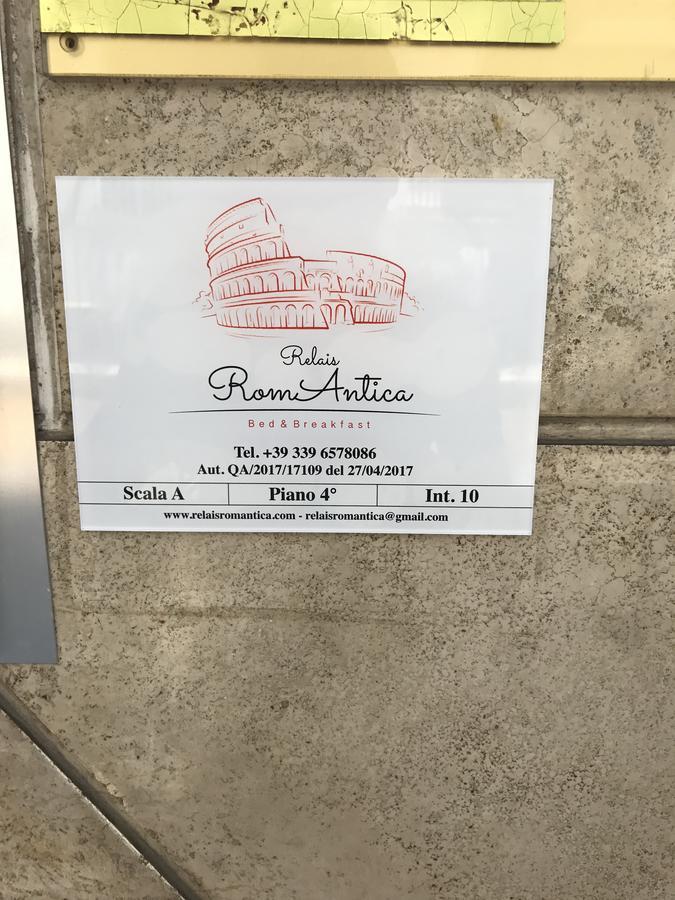 Relais
RomAntica
Bed & Breakfast
Tel. +39 339 6578086
Aut. QA/2017/17109 del 27/04/2017
Scala A Piano 4° Int. 10
www.relaisromantica.com - relaisromantica@gmail.com